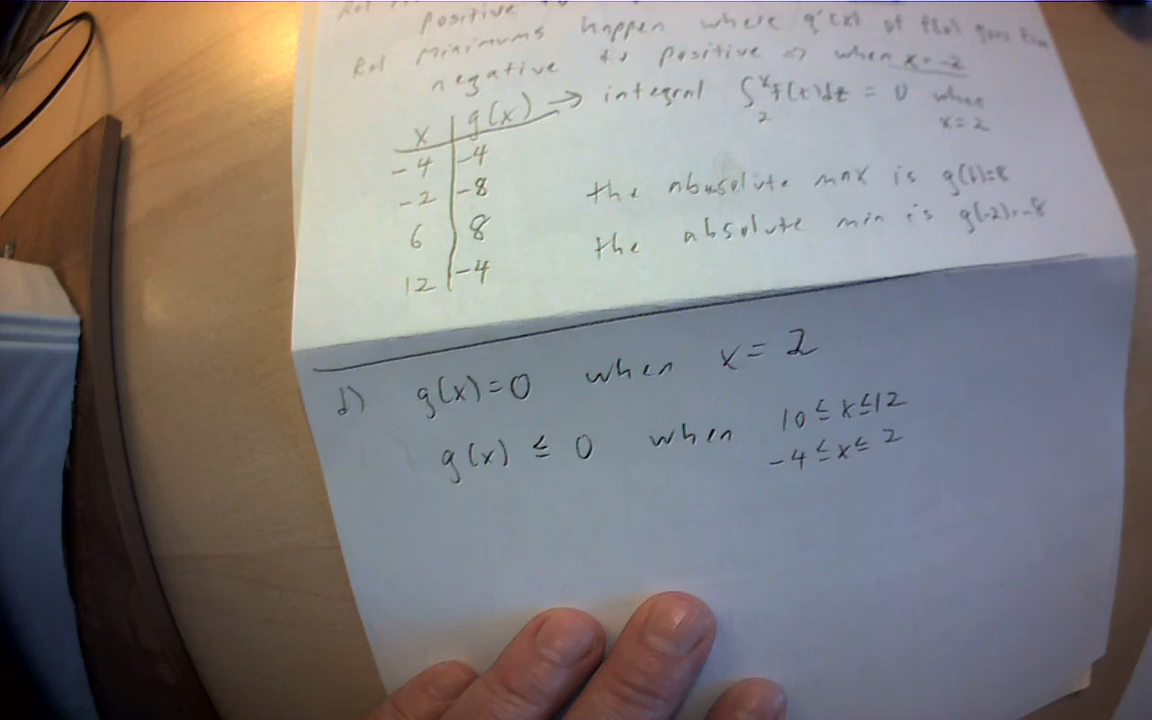 positive
Rel minimums happen where g'(x) of f(x) goes from
negative to positive => when x=-2
x | g(x) → integral ∫₂ˣ f(t)dt = 0 when
x=2
-4 | -4
-2 | -8 the abusolute max is g(6)=8
6 | 8 the absolute min is g(-2)=-8
12 | -4
d) g(x)=0 when x=2
g(x) ≤ 0 when 10≤x≤12
-4≤x≤2